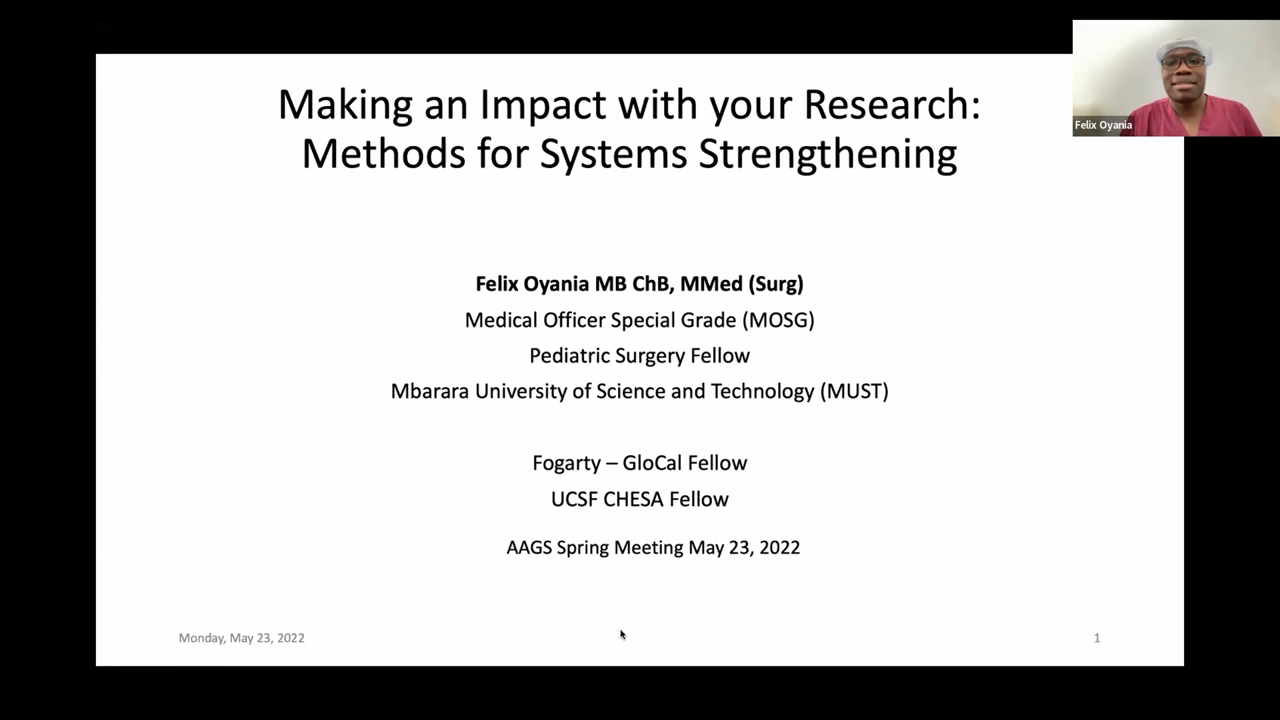 Making an Impact with your Research:
Methods for Systems Strengthening
Felix Oyania
Felix Oyania MB ChB, MMed (Surg)
Medical Officer Special Grade (MOSG)
Pediatric Surgery Fellow
Mbarara University of Science and Technology (MUST)
Fogarty – GloCal Fellow
UCSF CHESA Fellow
AAGS Spring Meeting May 23, 2022
Monday, May 23, 2022
1